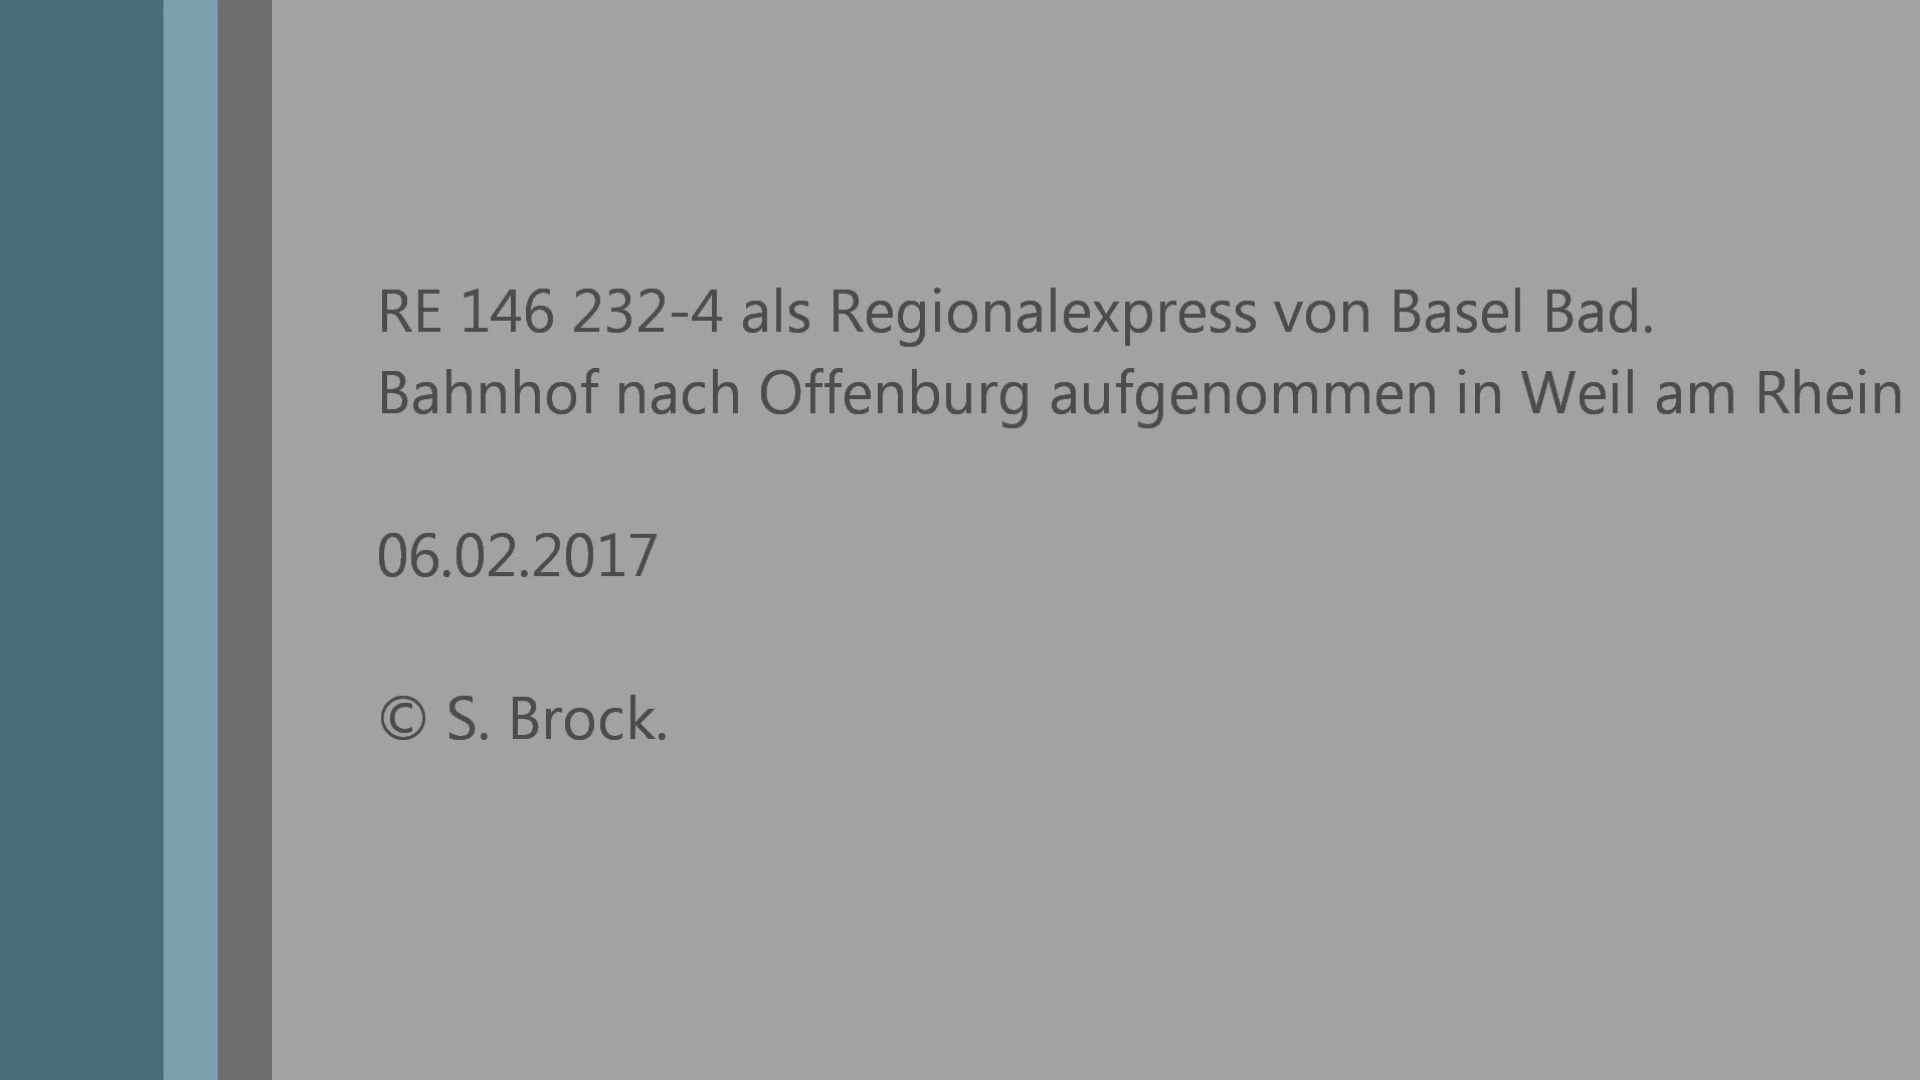 RE 146 232-4 als Regionalexpress von Basel Bad.
Bahnhof nach Offenburg aufgenommen in Weil am Rhein
06.02.2017
© S. Brock.